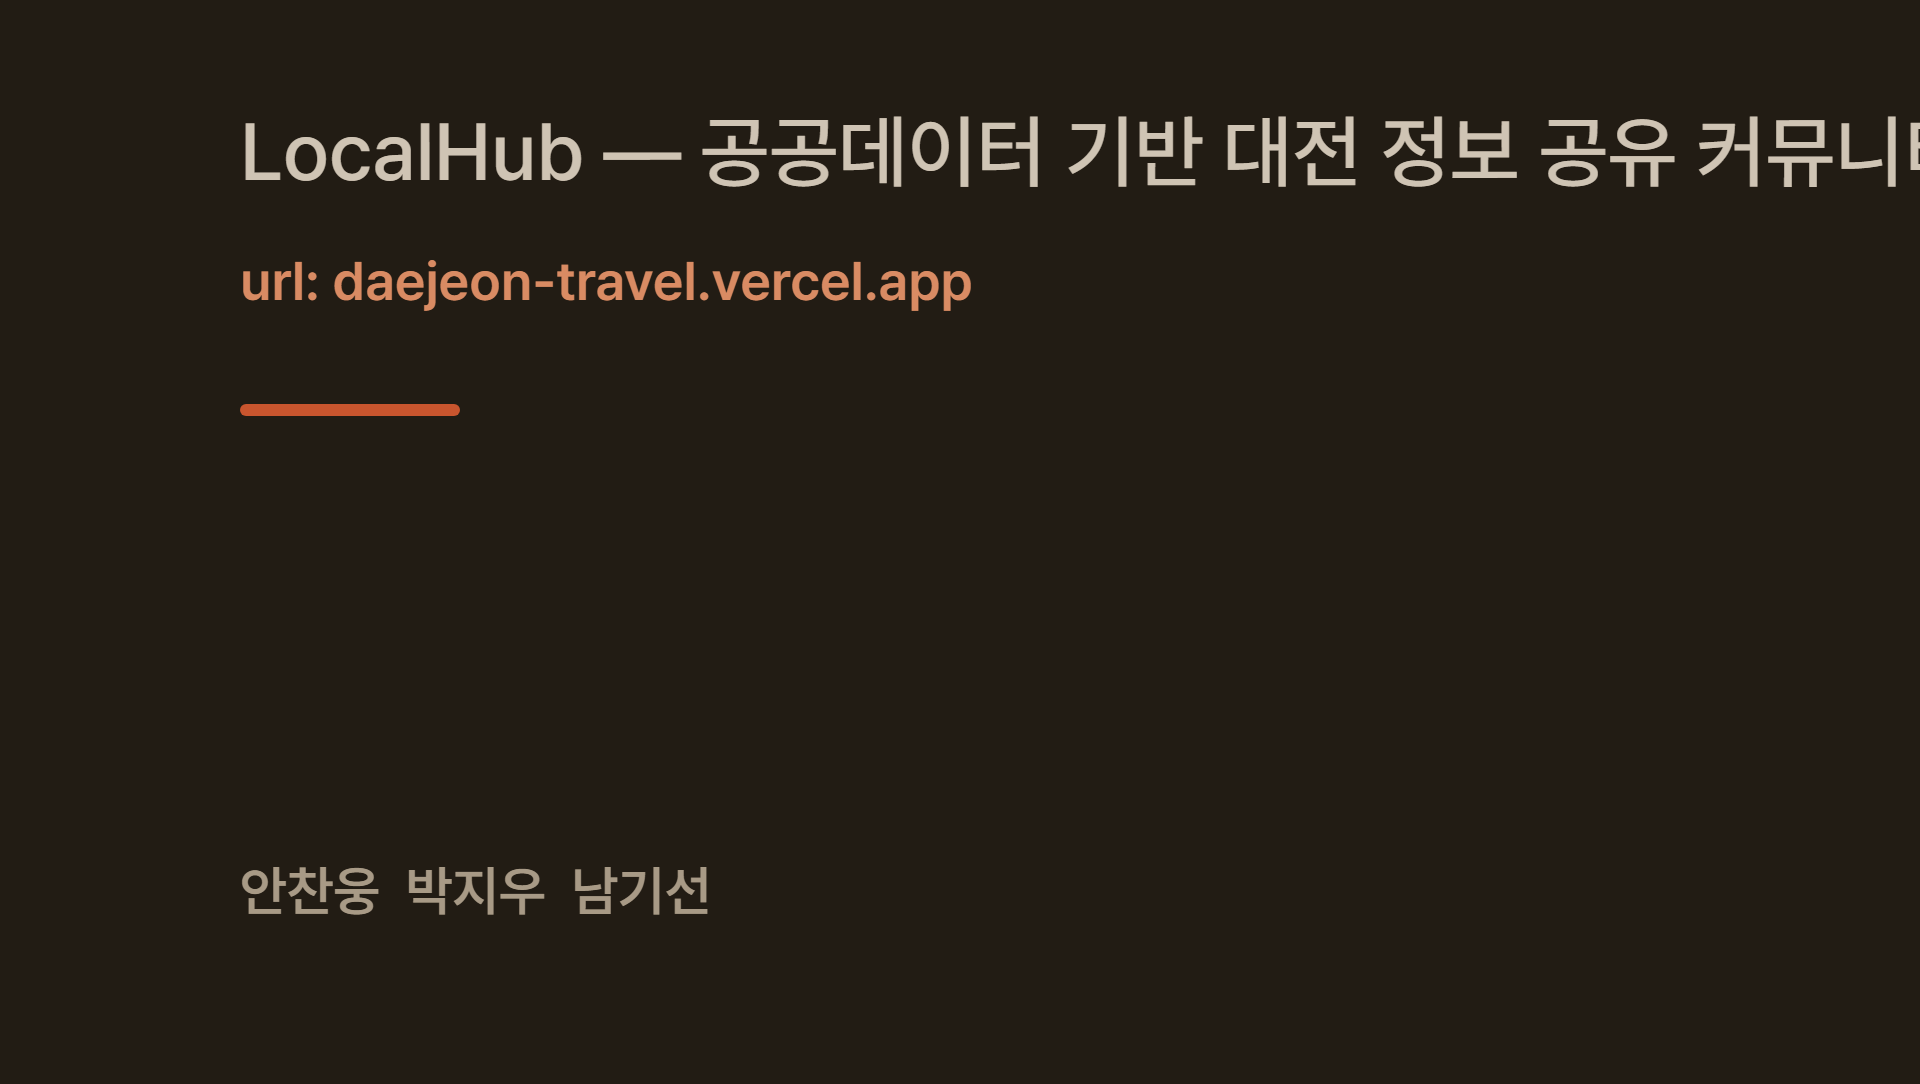 LocalHub — 공공데이터 기반 대전 정보 공유 커뮤니
url: daejeon-travel.vercel.app
안찬웅 박지우 남기선